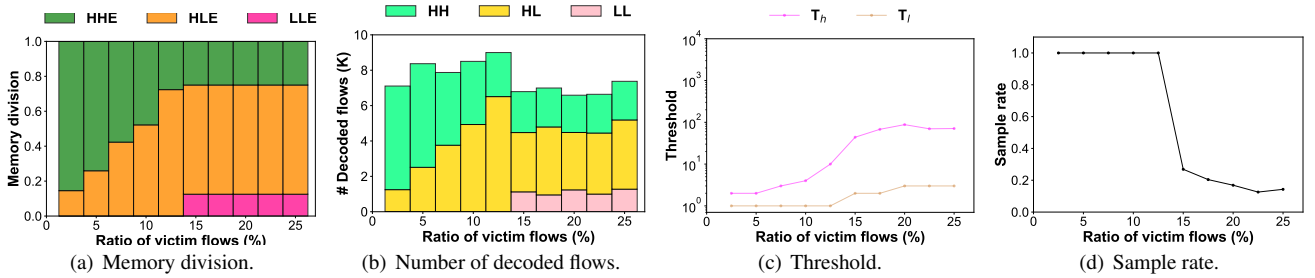 HHE HLE LLE
Memory division
1.0
0.8
0.6
0.4
0.2
0.0
0 5 10 15 20 25
Ratio of victim flows (%)
(a) Memory division.
HH HL LL
# Decoded flows (K)
10
8
6
4
2
0
0 5 10 15 20 25
Ratio of victim flows (%)
(b) Number of decoded flows.
Th Tl
Threshold
10^4
10^3
10^2
10^1
10^0
0 5 10 15 20 25
Ratio of victim flows (%)
(c) Threshold.
Sample rate
1.0
0.8
0.6
0.4
0.2
0.0
0 5 10 15 20 25
Ratio of victim flows (%)
(d) Sample rate.